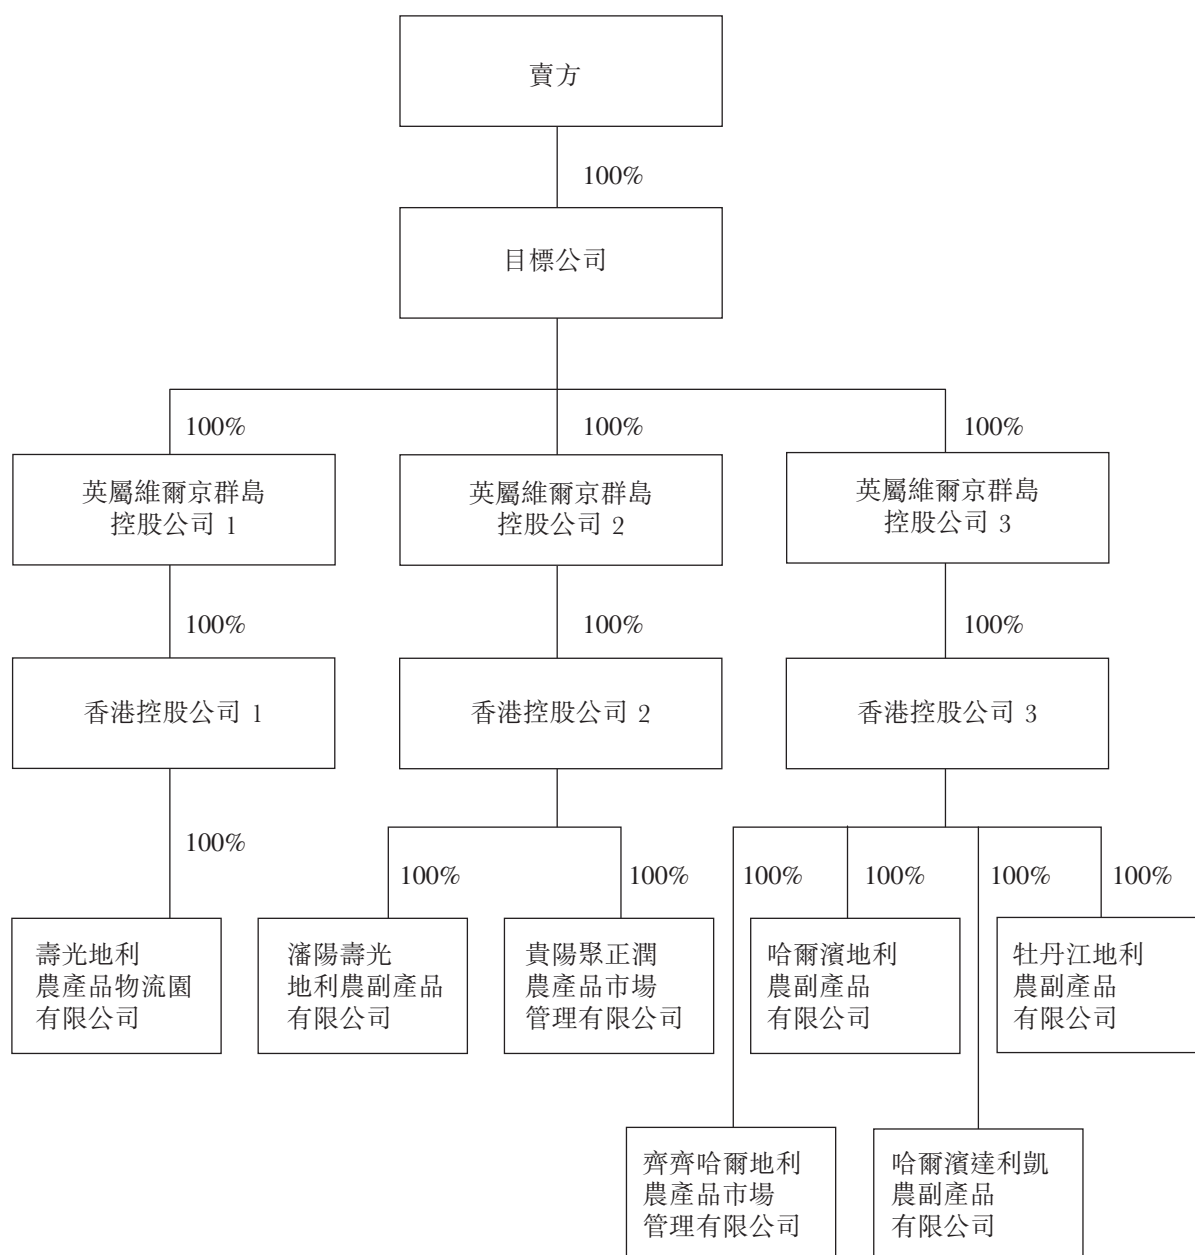 賣方
100%
目標公司
100%
100%
100%
英屬維爾京群島
控股公司 1
英屬維爾京群島
控股公司 2
英屬維爾京群島
控股公司 3
100%
100%
100%
香港控股公司 1
香港控股公司 2
香港控股公司 3
100%
100%
100%
100%
100%
100%
100%
壽光地利
農產品物流園
有限公司
瀋陽壽光
地利農副產品
有限公司
貴陽聚正潤
農產品市場
管理有限公司
哈爾濱地利
農副產品
有限公司
牡丹江地利
農副產品
有限公司
齊齊哈爾地利
農產品市場
管理有限公司
哈爾濱達利凱
農副產品
有限公司